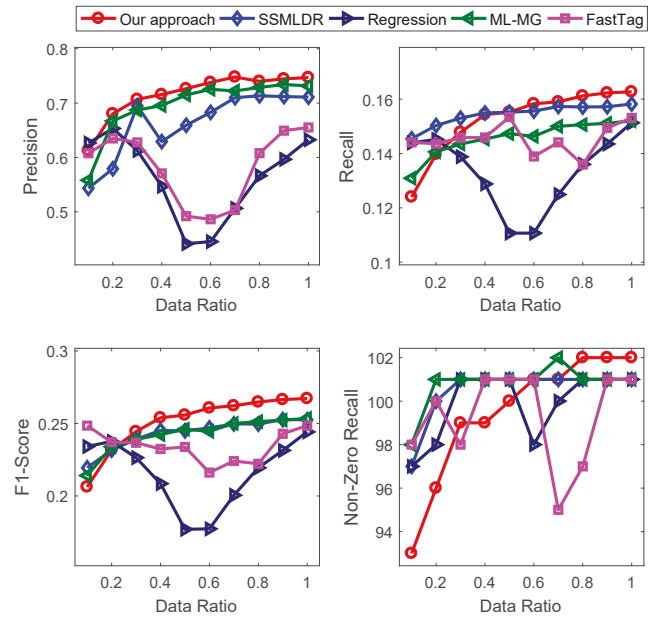 Our approach SSMLDR Regression ML-MG FastTag
0.8
0.7
0.6
0.5
Precision
0.2 0.4 0.6 0.8 1
Data Ratio
0.16
0.14
0.12
0.1
Recall
0.2 0.4 0.6 0.8 1
Data Ratio
0.3
0.25
0.2
F1-Score
0.2 0.4 0.6 0.8 1
Data Ratio
102
100
98
96
94
Non-Zero Recall
0.2 0.4 0.6 0.8 1
Data Ratio